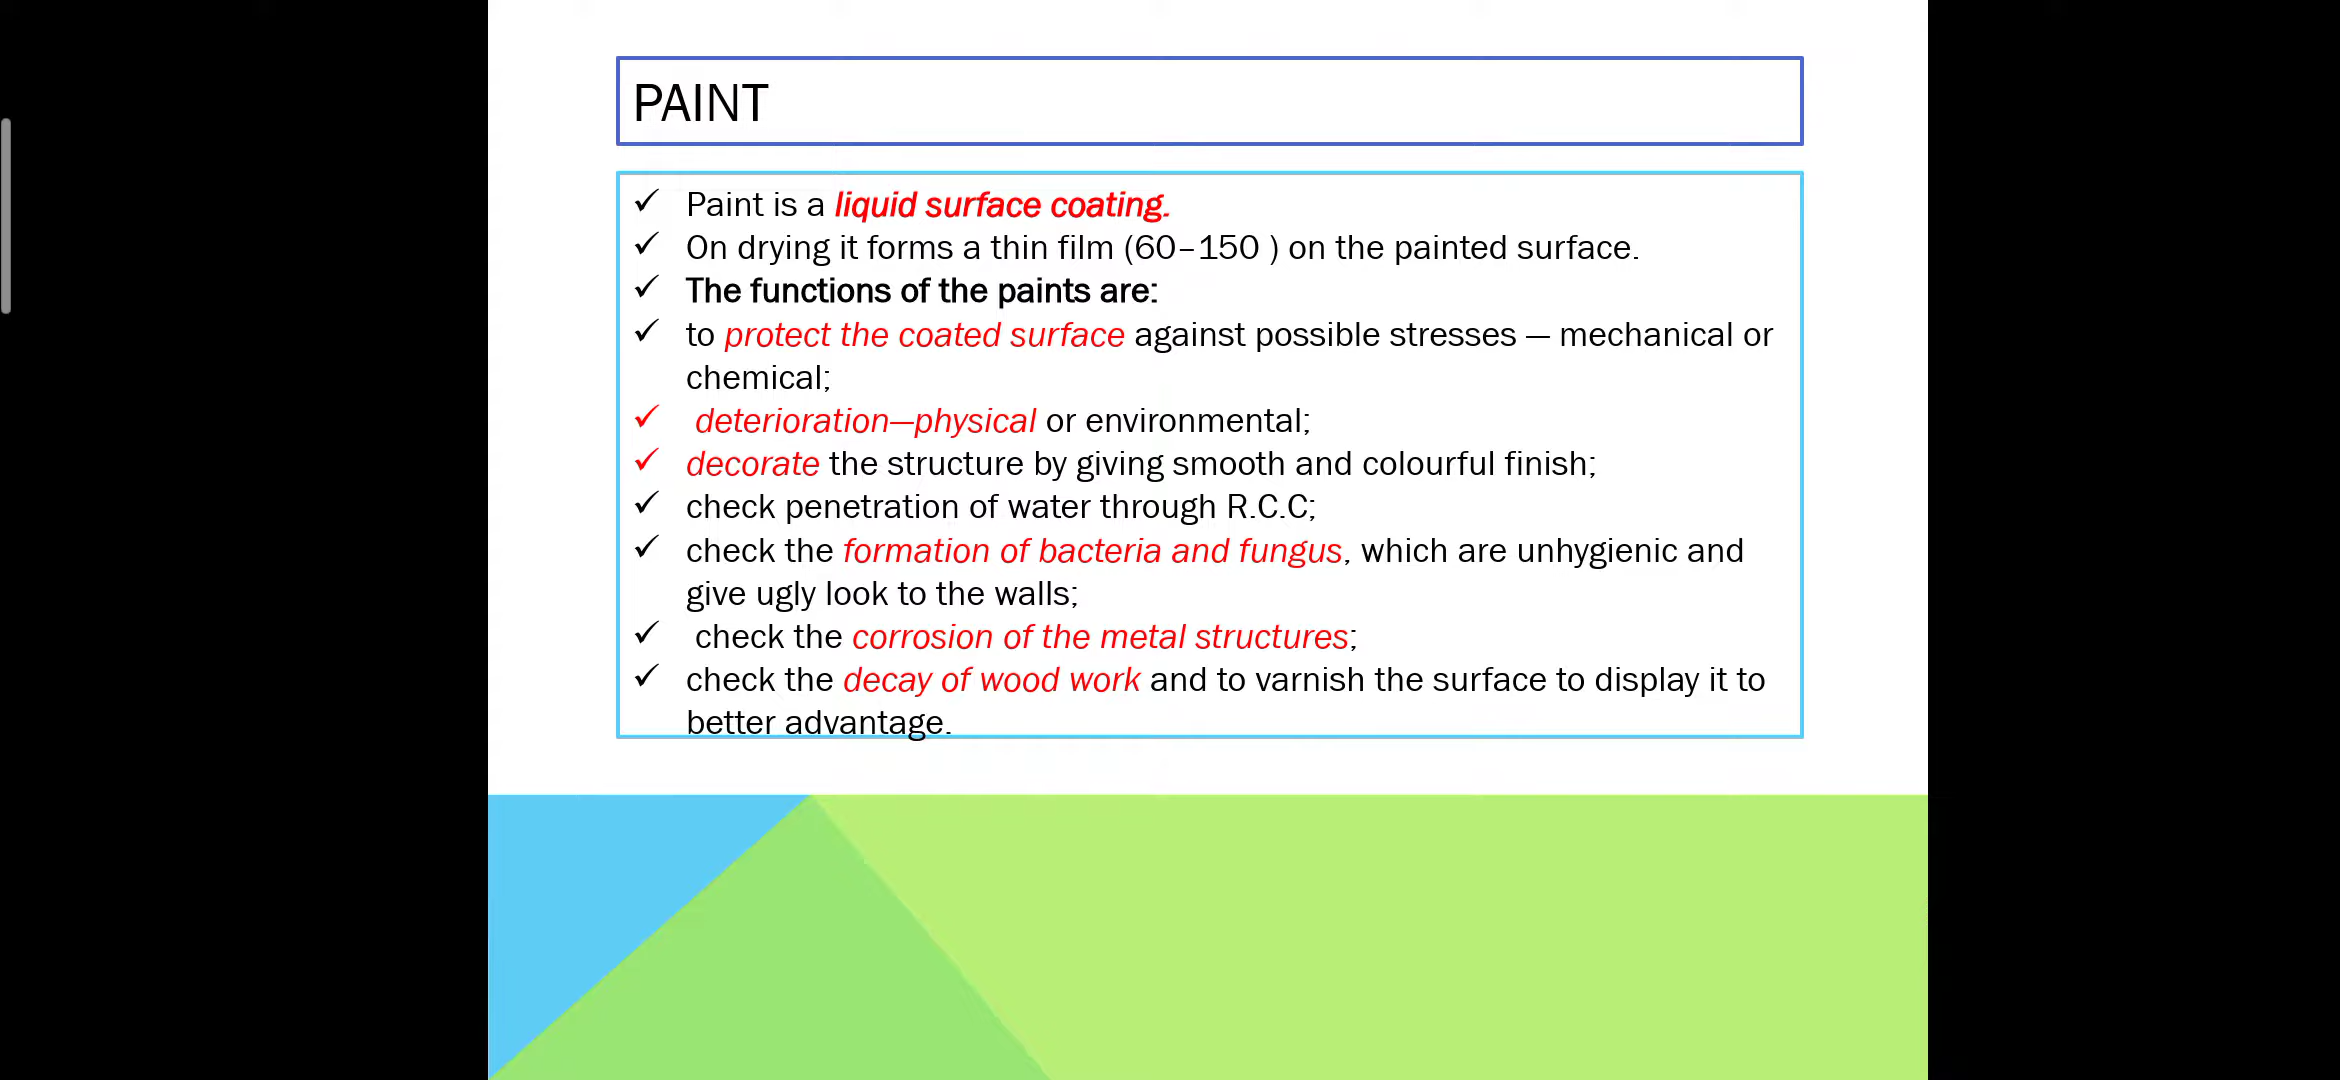 PAINT
✓ Paint is a liquid surface coating.
✓ On drying it forms a thin film (60–150 ) on the painted surface.
✓ The functions of the paints are:
✓ to protect the coated surface against possible stresses — mechanical or
chemical;
✓ deterioration—physical or environmental;
✓ decorate the structure by giving smooth and colourful finish;
✓ check penetration of water through R.C.C;
✓ check the formation of bacteria and fungus, which are unhygienic and
give ugly look to the walls;
✓ check the corrosion of the metal structures;
✓ check the decay of wood work and to varnish the surface to display it to
better advantage.